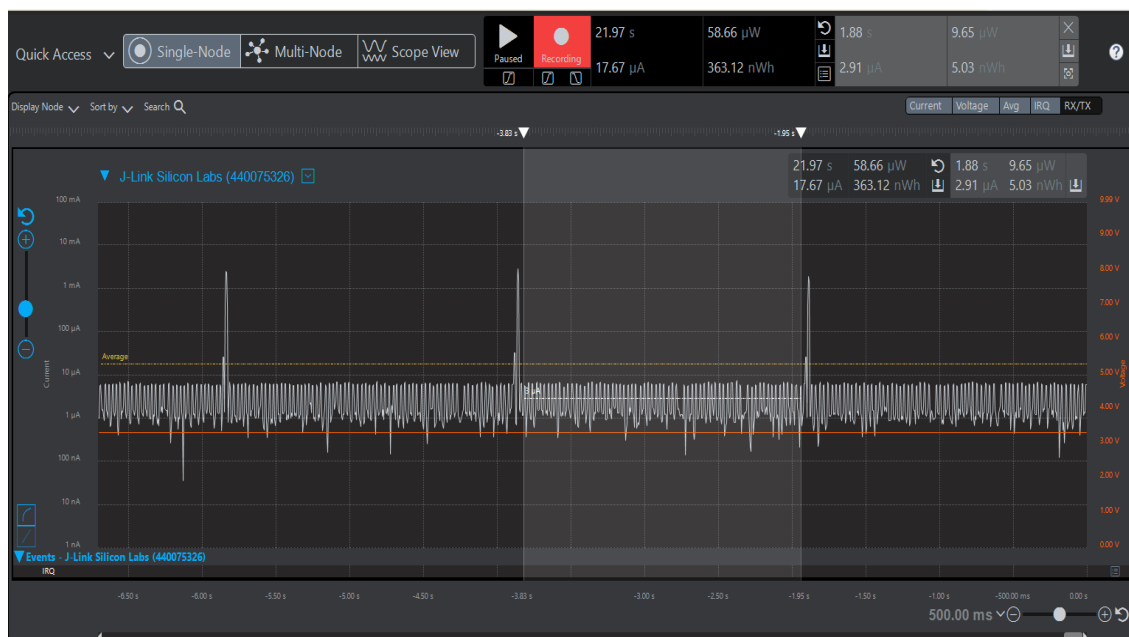 Quick Access Single-Node Multi-Node Scope View
Paused Recording
21.97 s 58.66 µW 1.88 s 9.65 µW
17.67 µA 363.12 nWh 2.91 µA 5.03 nWh
Display Node Sort by Search
Current Voltage Avg IRQ RX/TX
-3.83 s -1.95 s
J-Link Silicon Labs (440075326)
21.97 s 58.66 µW 1.88 s 9.65 µW
17.67 µA 363.12 nWh 2.91 µA 5.03 nWh
100 mA 9.99 V
10 mA 9.00 V
1 mA 8.00 V
7.00 V
100 µA 6.00 V
Average
10 µA 5.00 V
Current Voltage
3 µA
1 µA 4.00 V
3.00 V
100 nA 2.00 V
10 nA 1.00 V
1 nA 0.00 V
Events - J-Link Silicon Labs (440075326)
IRQ
-6.50 s -6.00 s -5.50 s -5.00 s -4.50 s -3.83 s -3.00 s -2.50 s -1.95 s -1.50 s -1.00 s -500.00 ms 0.00 s
500.00 ms